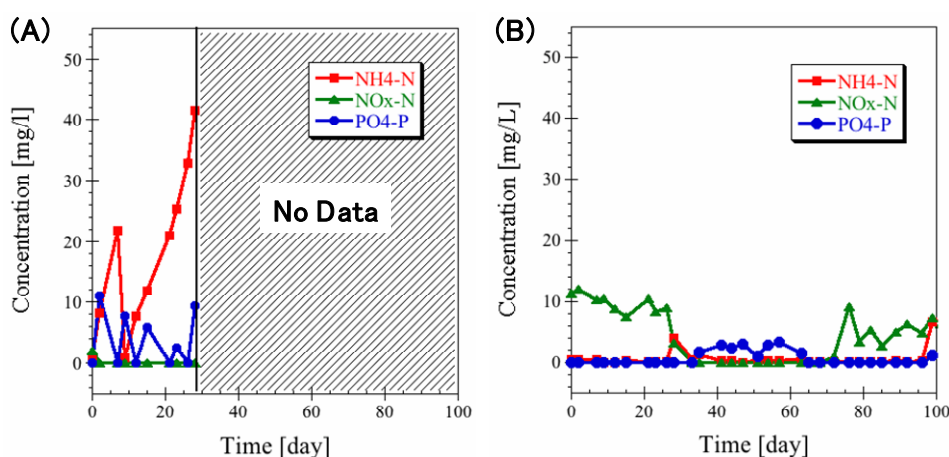 (A)
Concentration [mg/l]
50
40
30
20
10
0
NH4-N
NOx-N
PO4-P
No Data
0 20 40 60 80 100
Time [day]
(B)
Concentration [mg/L]
50
40
30
20
10
0
NH4-N
NOx-N
PO4-P
0 20 40 60 80 100
Time [day]